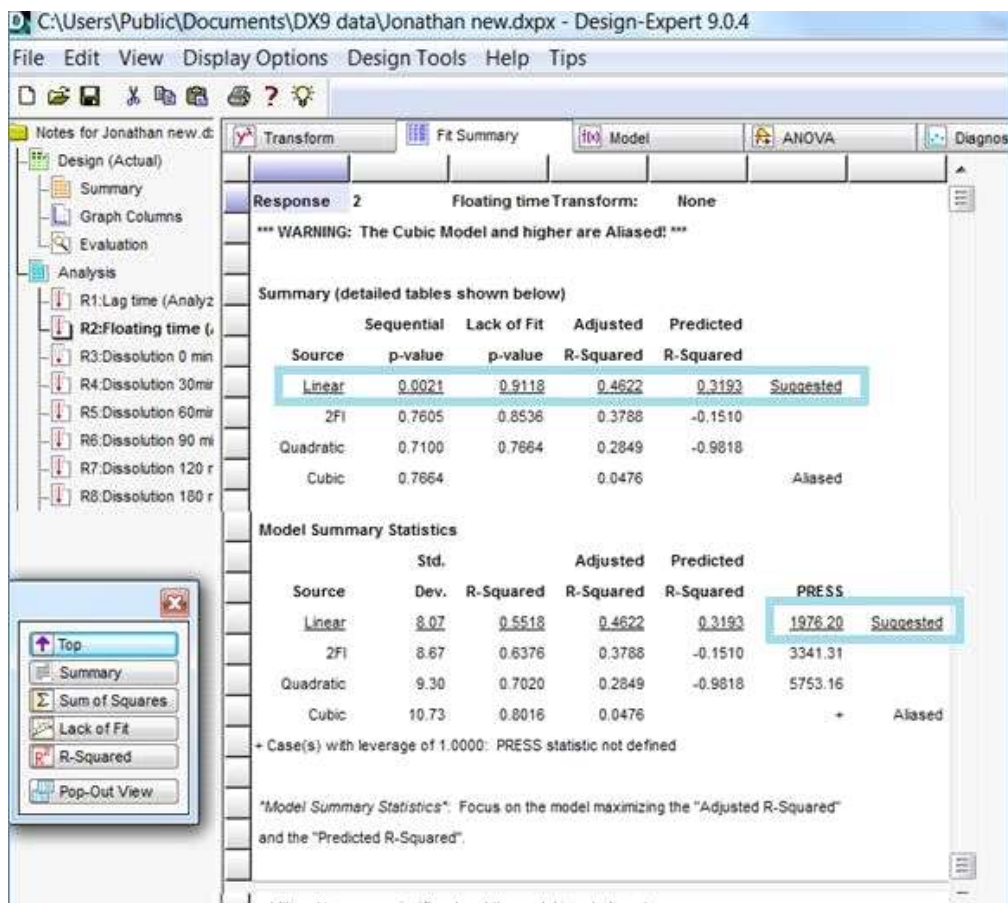 C:\Users\Public\Documents\DX9 data\Jonathan new.dxpx - Design-Expert 9.0.4
File Edit View Display Options Design Tools Help Tips
Notes for Jonathan new.d
Design (Actual)
Summary
Graph Columns
Evaluation
Analysis
R1:Lag time (Analyz
R2:Floating time (
R3:Dissolution 0 min
R4:Dissolution 30mir
R5:Dissolution 60mir
R6:Dissolution 90 mi
R7:Dissolution 120 r
R8:Dissolution 180 r
Top
Summary
Sum of Squares
Lack of Fit
R-Squared
Pop-Out View
Transform Fit Summary f(x) Model ANOVA Diagnos
Response 2 Floating time Transform: None
*** WARNING: The Cubic Model and higher are Aliased! ***
Summary (detailed tables shown below)
Sequential Lack of Fit Adjusted Predicted
Source p-value p-value R-Squared R-Squared
Linear 0.0021 0.9118 0.4622 0.3193 Suggested
2FI 0.7605 0.8536 0.3788 -0.1510
Quadratic 0.7100 0.7664 0.2849 -0.9818
Cubic 0.7664 0.0476 Aliased
Model Summary Statistics
Std. Adjusted Predicted
Source Dev. R-Squared R-Squared R-Squared PRESS
Linear 8.07 0.5518 0.4622 0.3193 1976.20 Suggested
2FI 8.67 0.6376 0.3788 -0.1510 3341.31
Quadratic 9.30 0.7020 0.2849 -0.9818 5753.16
Cubic 10.73 0.8016 0.0476 + Aliased
+ Case(s) with leverage of 1.0000: PRESS statistic not defined
"Model Summary Statistics": Focus on the model maximizing the "Adjusted R-Squared"
and the "Predicted R-Squared".